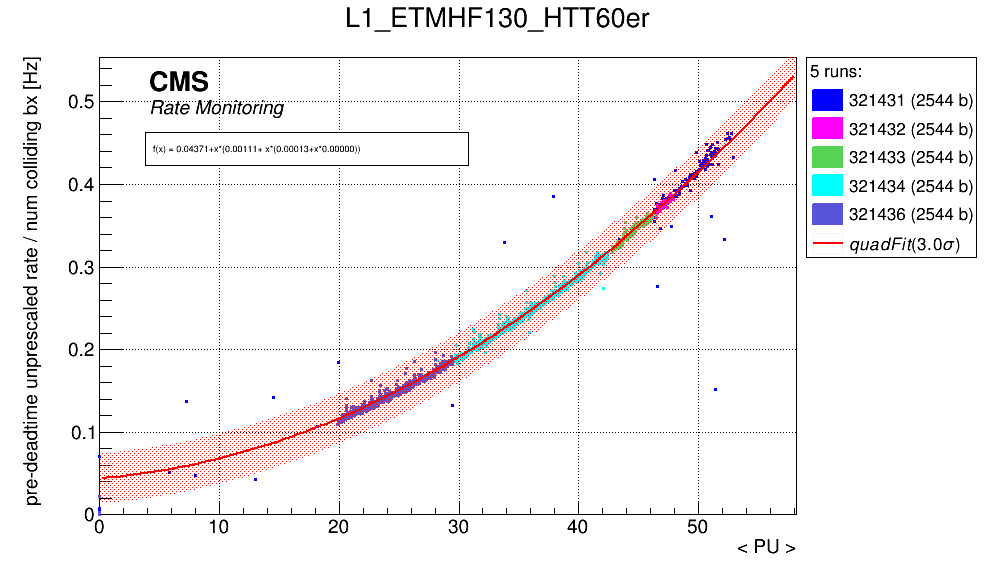 L1_ETMHF130_HTT60er
pre-deadtime unprescaled rate / num colliding bx [Hz]
CMS
Rate Monitoring
f(x) = 0.04371+x*(0.00111+ x*(0.00013+x*0.00000))
0.5
0.4
0.3
0.2
0.1
0
0
10
20
30
40
50
< PU >
5 runs:
321431 (2544 b)
321432 (2544 b)
321433 (2544 b)
321434 (2544 b)
321436 (2544 b)
quadFit(3.0σ)